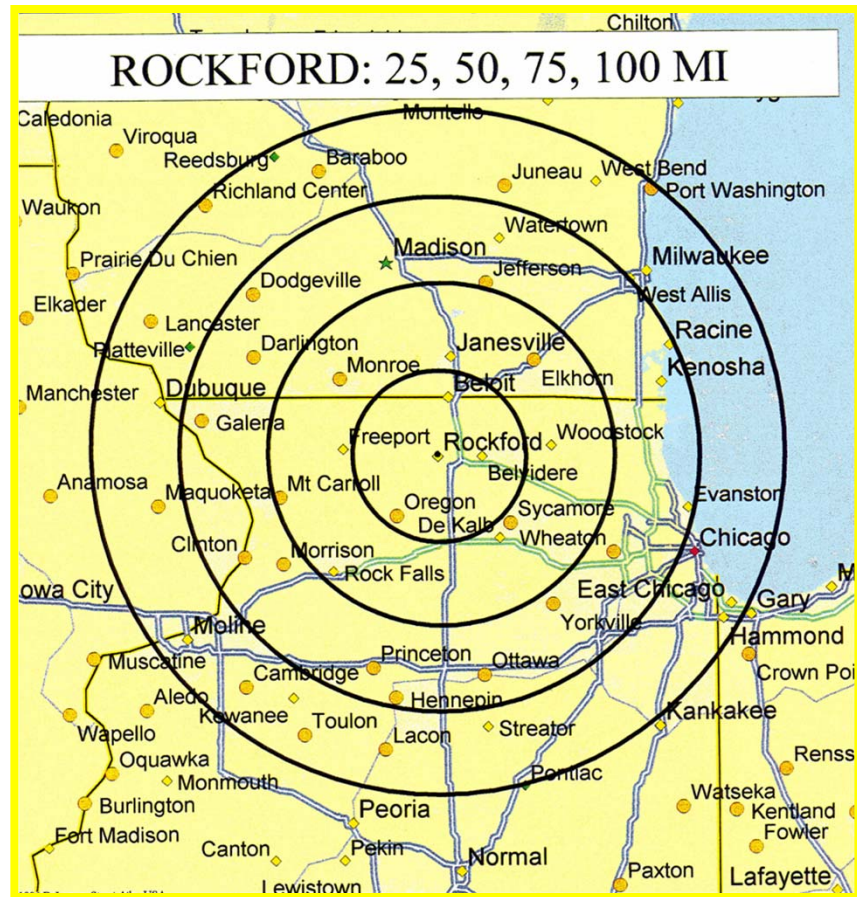 Chilton
ROCKFORD: 25, 50, 75, 100 MI
Montello
Caledonia
Viroqua
Reedsburg
Baraboo
Juneau
West Bend
Richland Center
Port Washington
Waukon
Watertown
Madison
Prairie Du Chien
Milwaukee
Dodgeville
Jefferson
West Allis
Elkader
Lancaster
Racine
Platteville
Darlington
Janesville
Monroe
Kenosha
Elkhorn
Manchester
Dubuque
Beloit
Galena
Freeport
Rockford
Woodstock
Belvidere
Anamosa
Maquoketa
Mt Carroll
Evanston
Oregon
Sycamore
De Kalb
Clinton
Wheaton
Chicago
Morrison
Rock Falls
owa City
East Chicago
M
Gary
Yorkville
Moline
Hammond
Muscatine
Princeton
Crown Poi
Cambridge
Ottawa
Aledo
Hennepin
Kewanee
Kankakee
Wapello
Toulon
Streator
Lacon
Oquawka
Renss
Monmouth
Pontiac
Burlington
Watseka
Peoria
Kentland
Fort Madison
Fowler
Canton
Pekin
Normal
Paxton
Lafayette
Lewistown